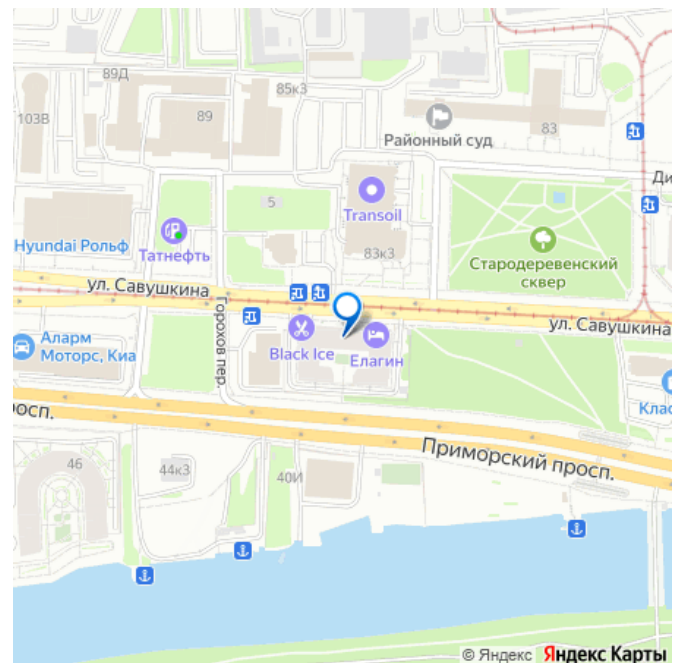 89Д
85к3
103В
89
83
Районный суд
Ди
5
Transoil
Hyundai Рольф
Татнефть
83к3
Стародеревенский
сквер
ул. Савушкина
ул. Савушкина
Горохов пер.
Аларм
Моторс, Киа
Black Ice
Елагин
Клас
росп.
Приморский просп.
46
44к3
40И
© Яндекс Яндекс Карты